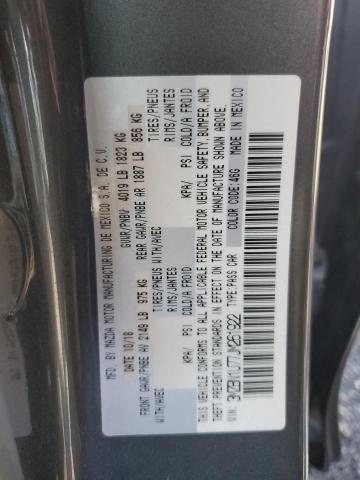 MFD. BY: MAZDA MOTOR MANUFACTURING DE MEXICO S.A. DE C.V.
DATE: 10/18 GVWR/PNBV: 4019 LB 1823 KG
FRONT GAWR/PNBE AV 2149 LB 975 KG REAR GAWR/PNBE AR 1887 LB 856 KG
WITH/AVEC TIRES/PNEUS WITH/AVEC TIRES/PNEUS
RIMS/JANTES RIMS/JANTES
KPA/ PSI COLD/A FROID KPA/ PSI COLD/A FROID
THIS VEHICLE CONFORMS TO ALL APPLICABLE FEDERAL MOTOR VEHICLE SAFETY, BUMPER, AND
THEFT PREVENTION STANDARDS IN EFFECT ON THE DATE OF MANUFACTURE SHOWN ABOVE.
VIN: TYPE: PASS CAR COLOR CODE: 46G MADE IN MEXICO